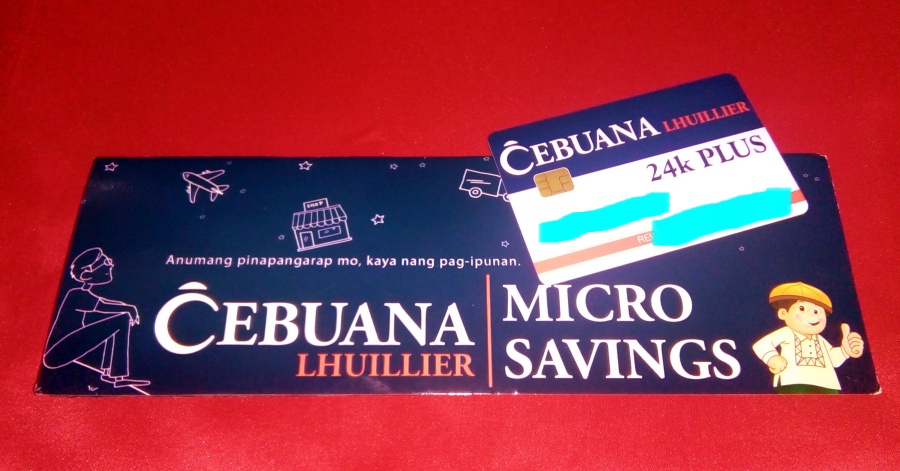 CEBUANA LHUILLIER
24k PLUS
SHOP
Anumang pinapangarap mo, kaya nang pag-ipunan.
CEBUANA
LHUILLIER
MICRO
SAVINGS